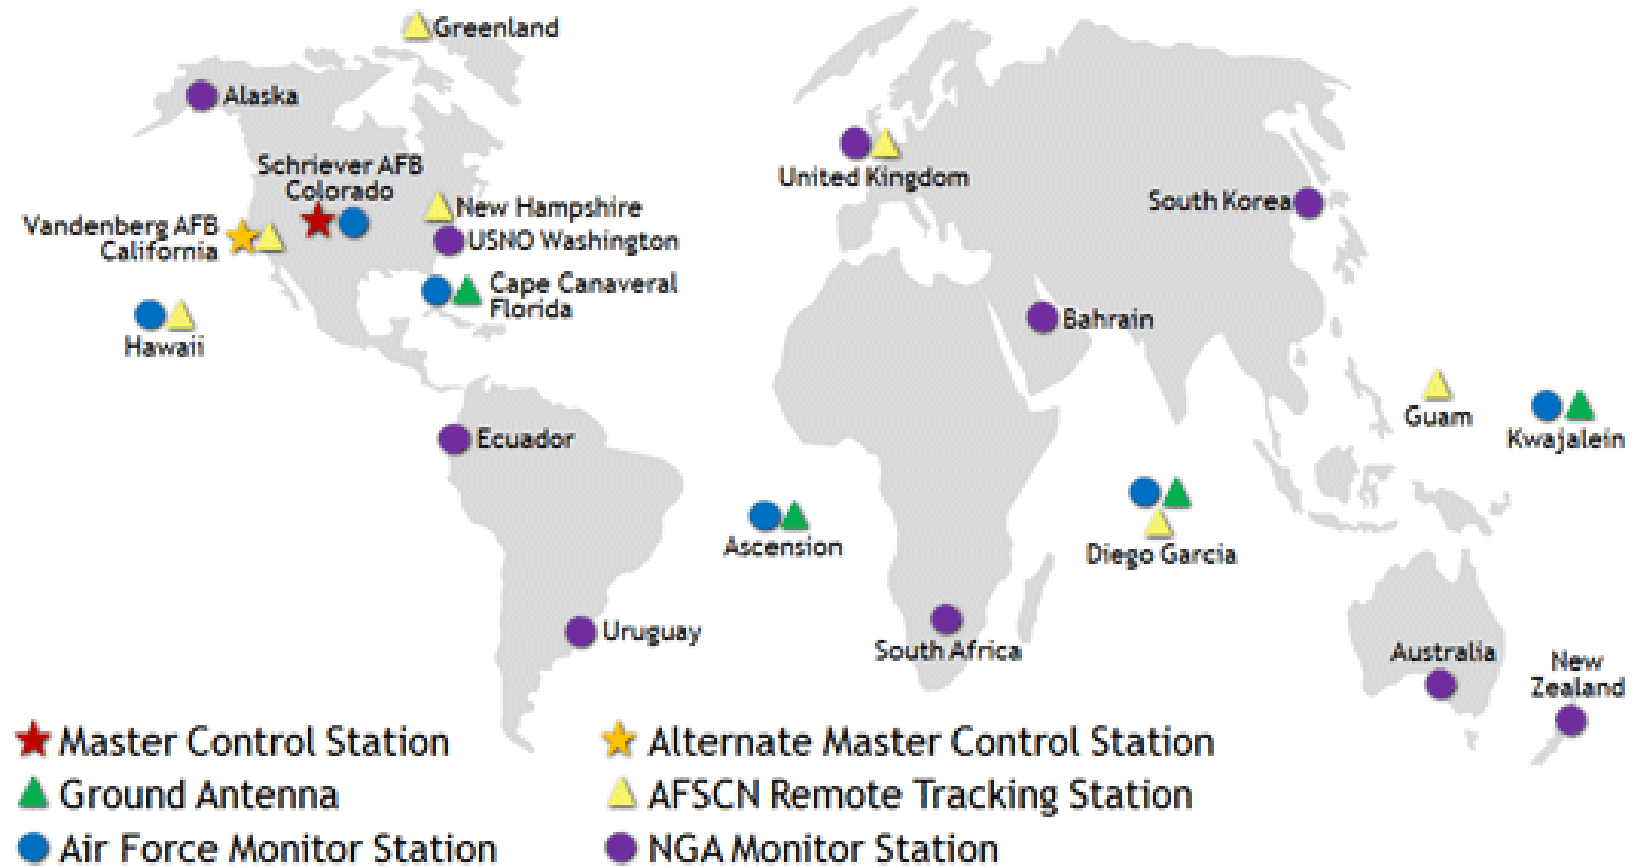 Greenland
Alaska
Schriever AFB
Colorado
Vandenberg AFB
California
New Hampshire
USNO Washington
Cape Canaveral
Florida
Hawaii
United Kingdom
South Korea
Bahrain
Guam
Kwajalein
Ecuador
Ascension
Diego Garcia
Uruguay
South Africa
Australia
New
Zealand
Master Control Station
Alternate Master Control Station
Ground Antenna
AFSCN Remote Tracking Station
Air Force Monitor Station
NGA Monitor Station